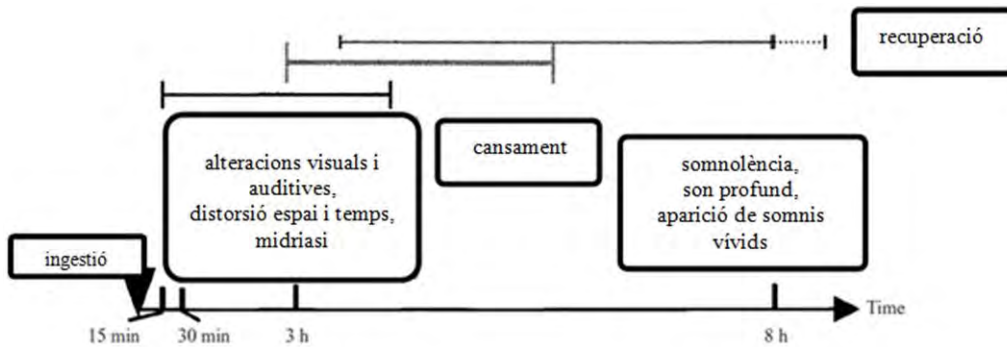 recuperació
cansament
alteracions visuals i
auditives,
distorsió espai i temps,
midriasi
somnolència,
son profund,
aparició de somnis
vívids
ingestió
Time
15 min
30 min
3 h
8 h